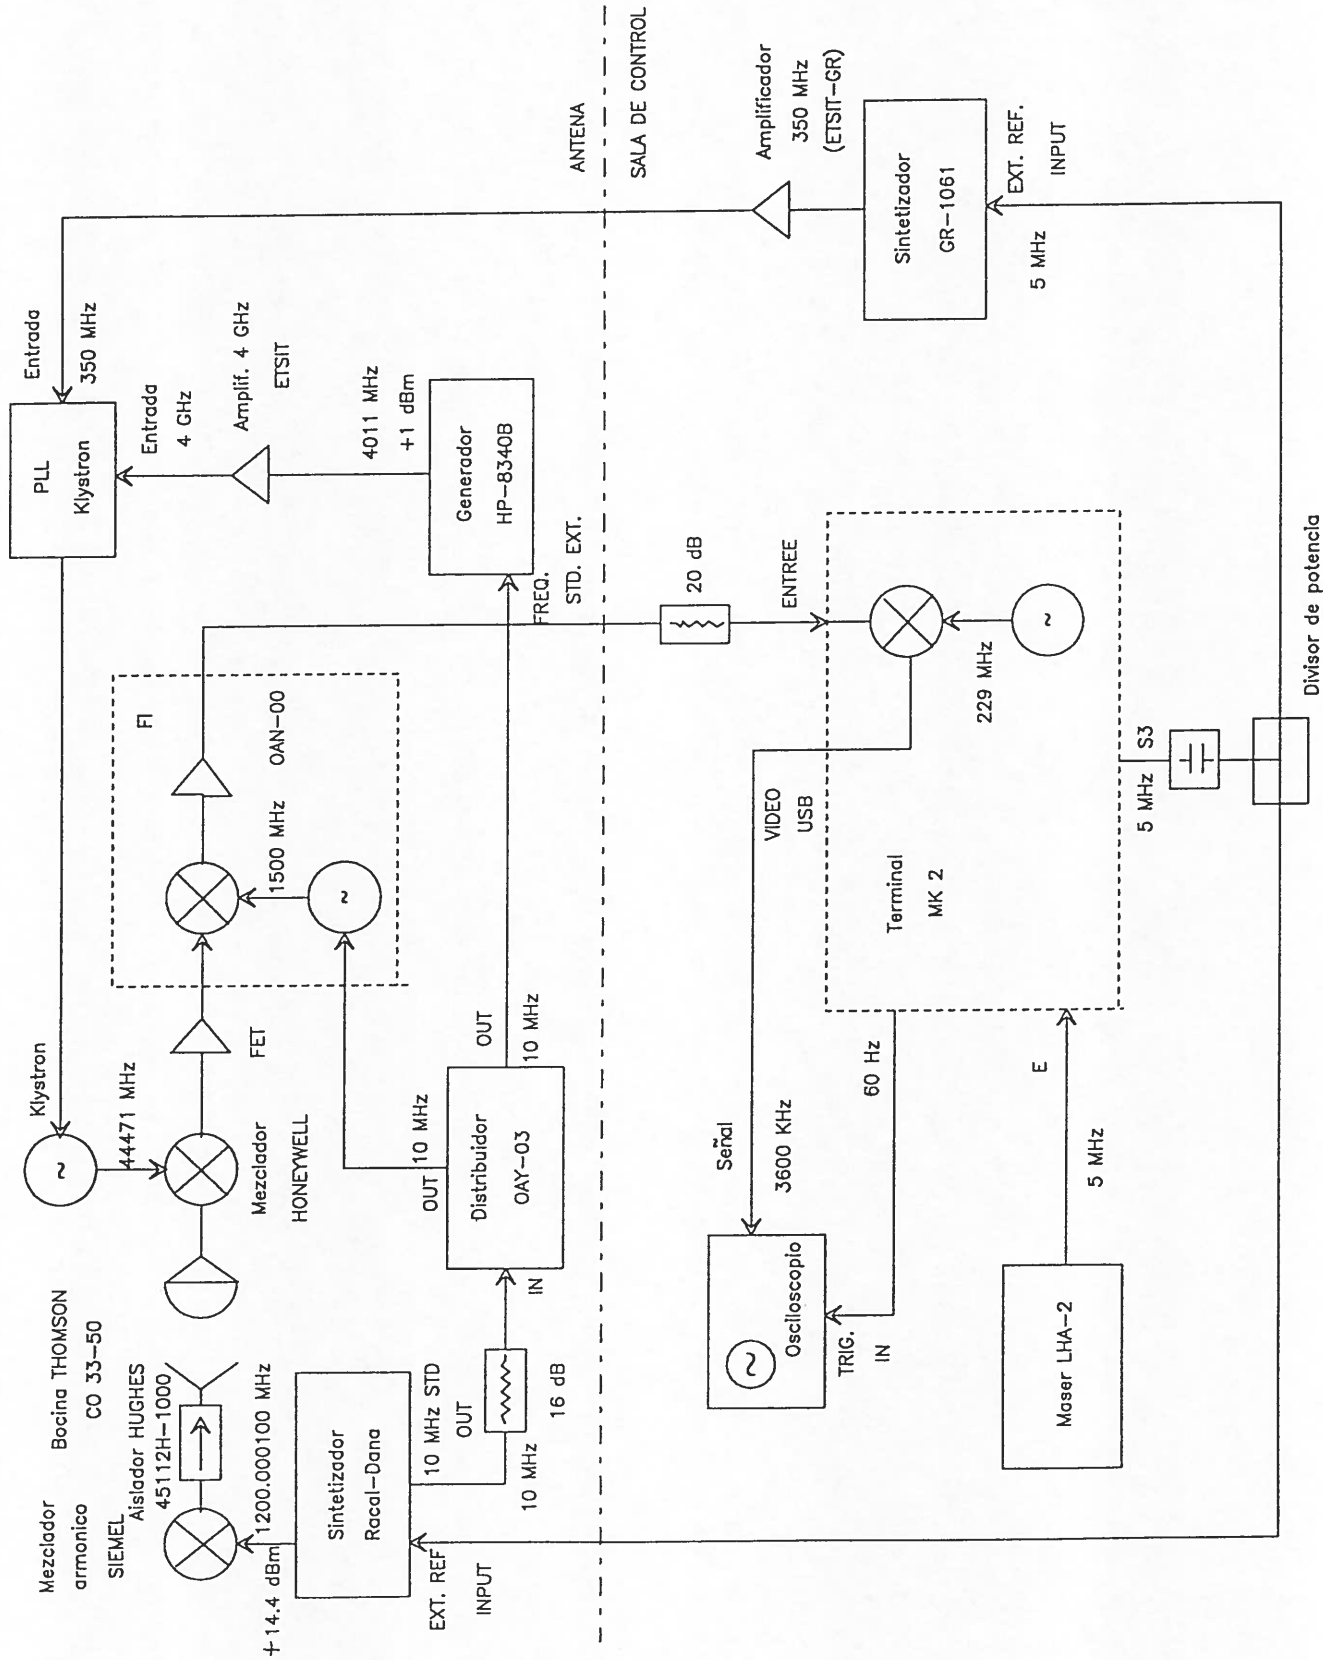 Mezclador
armonico
SIEMEL
Bocina THOMSON
CO 33-50
Aislador HUGHES
45112H-1000
1200.000100 MHz
+14.4 dBm
Sintetizador
Racal-Dana
EXT. REF
INPUT
10 MHz STD
OUT
10 MHz
16 dB
IN
Distribuidor
OAY-03
OUT
10 MHz
OUT
10 MHz
Klystron
44471 MHz
Mezclador
HONEYWELL
FET
FI
1500 MHz
OAN-00
PLL
Klystron
Entrada
350 MHz
Entrada
4 GHz
Amplif. 4 GHz
ETSIT
4011 MHz
+1 dBm
Generador
HP-8340B
FREQ.
STD. EXT.
ANTENA
SALA DE CONTROL
Amplificador
350 MHz
(ETSIT-GR)
Sintetizador
GR-1061
EXT. REF.
INPUT
5 MHz
20 dB
ENTREE
229 MHz
VIDEO
USB
Terminal
MK 2
Señal
3600 KHz
Osciloscopio
TRIG.
IN
60 Hz
E
5 MHz
Maser LHA-2
5 MHz
S3
Divisor de potencia
~
~
~
~